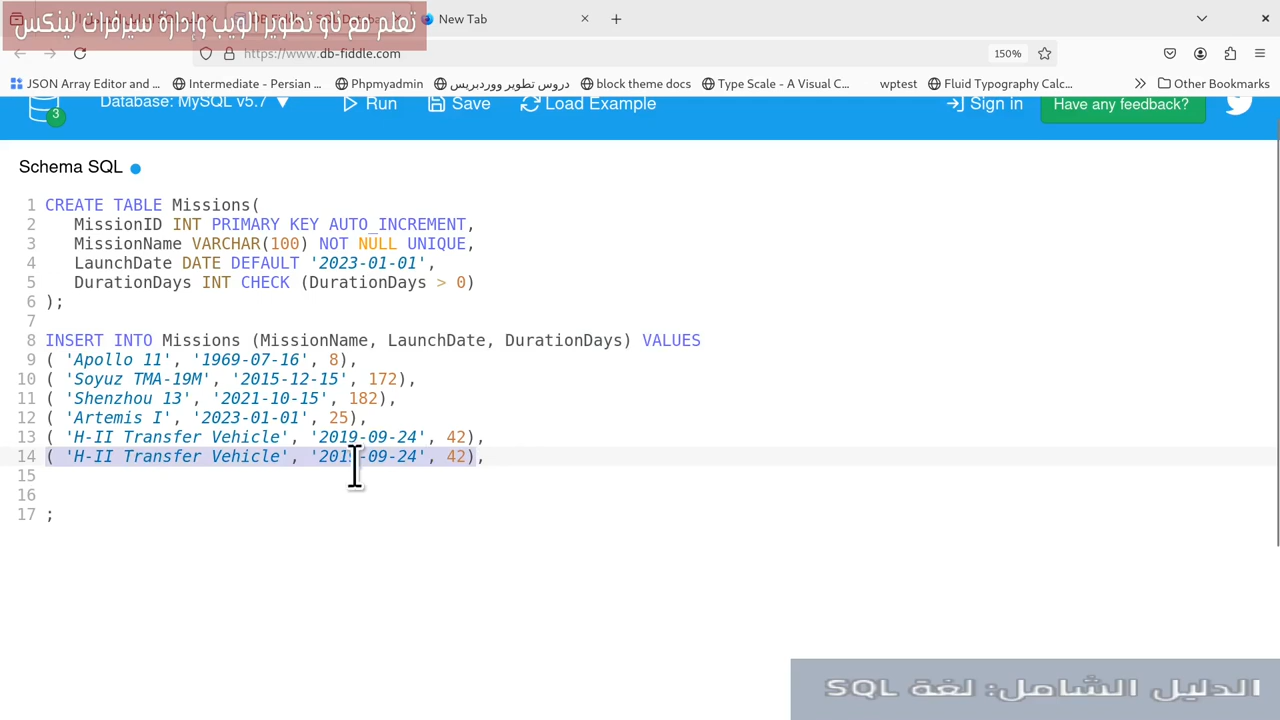 تعلم مع ناو تطوير الويب وإدارة سيرفرات لينكس
New Tab
https://www.db-fiddle.com
150%
JSON Array Editor and ...
Intermediate - Persian ...
Phpmyadmin
دروس تطوير ووردبريس
block theme docs
Type Scale - A Visual C...
wptest
Fluid Typography Calc...
Other Bookmarks
3
Database: MySQL v5.7
Run
Save
Load Example
Sign in
Have any feedback?
Schema SQL
1 CREATE TABLE Missions(
2 MissionID INT PRIMARY KEY AUTO_INCREMENT,
3 MissionName VARCHAR(100) NOT NULL UNIQUE,
4 LaunchDate DATE DEFAULT '2023-01-01',
5 DurationDays INT CHECK (DurationDays > 0)
6 );
7
8 INSERT INTO Missions (MissionName, LaunchDate, DurationDays) VALUES
9 ( 'Apollo 11', '1969-07-16', 8),
10 ( 'Soyuz TMA-19M', '2015-12-15', 172),
11 ( 'Shenzhou 13', '2021-10-15', 182),
12 ( 'Artemis I', '2023-01-01', 25),
13 ( 'H-II Transfer Vehicle', '2019-09-24', 42),
14 ( 'H-II Transfer Vehicle', '2019-09-24', 42),
15
16
17 ;
الدليل الشامل: لغة SQL